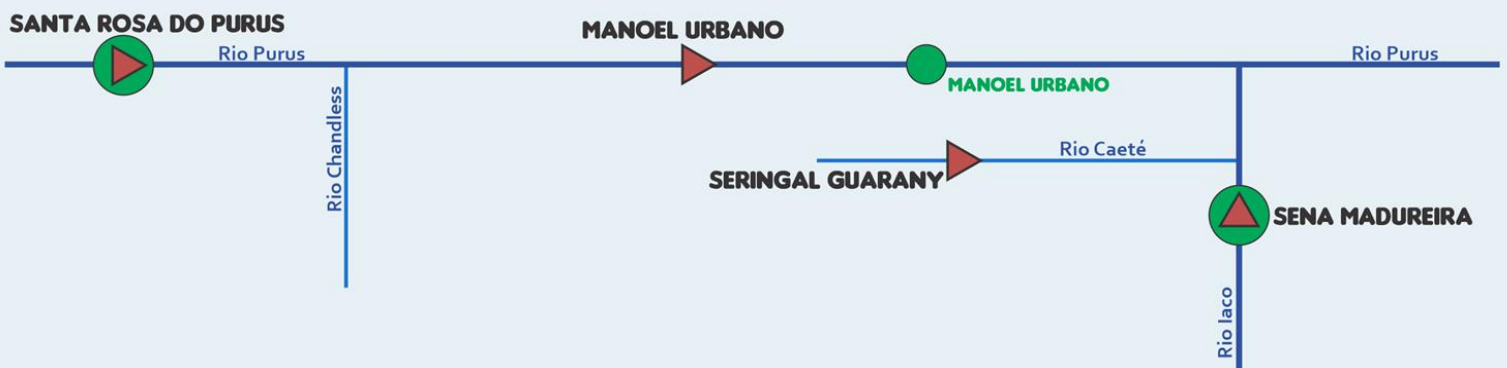 SANTA ROSA DO PURUS
MANOEL URBANO
Rio Purus
Rio Purus
MANOEL URBANO
Rio Chandless
Rio Caeté
SERINGAL GUARANY
SENA MADUREIRA
Rio Iaco